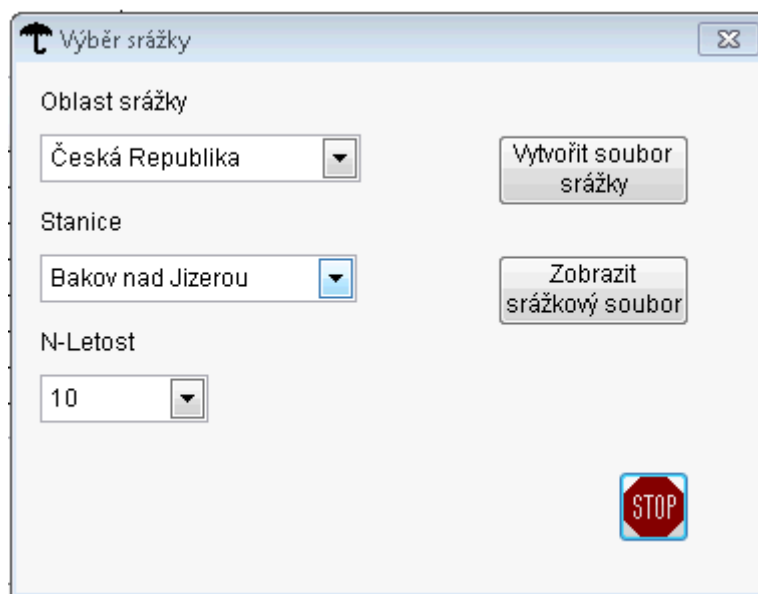 Výběr srážky
Oblast srážky
Česká Republika
Vytvořit soubor
srážky
Stanice
Bakov nad Jizerou
Zobrazit
srážkový soubor
N-Letost
10
STOP